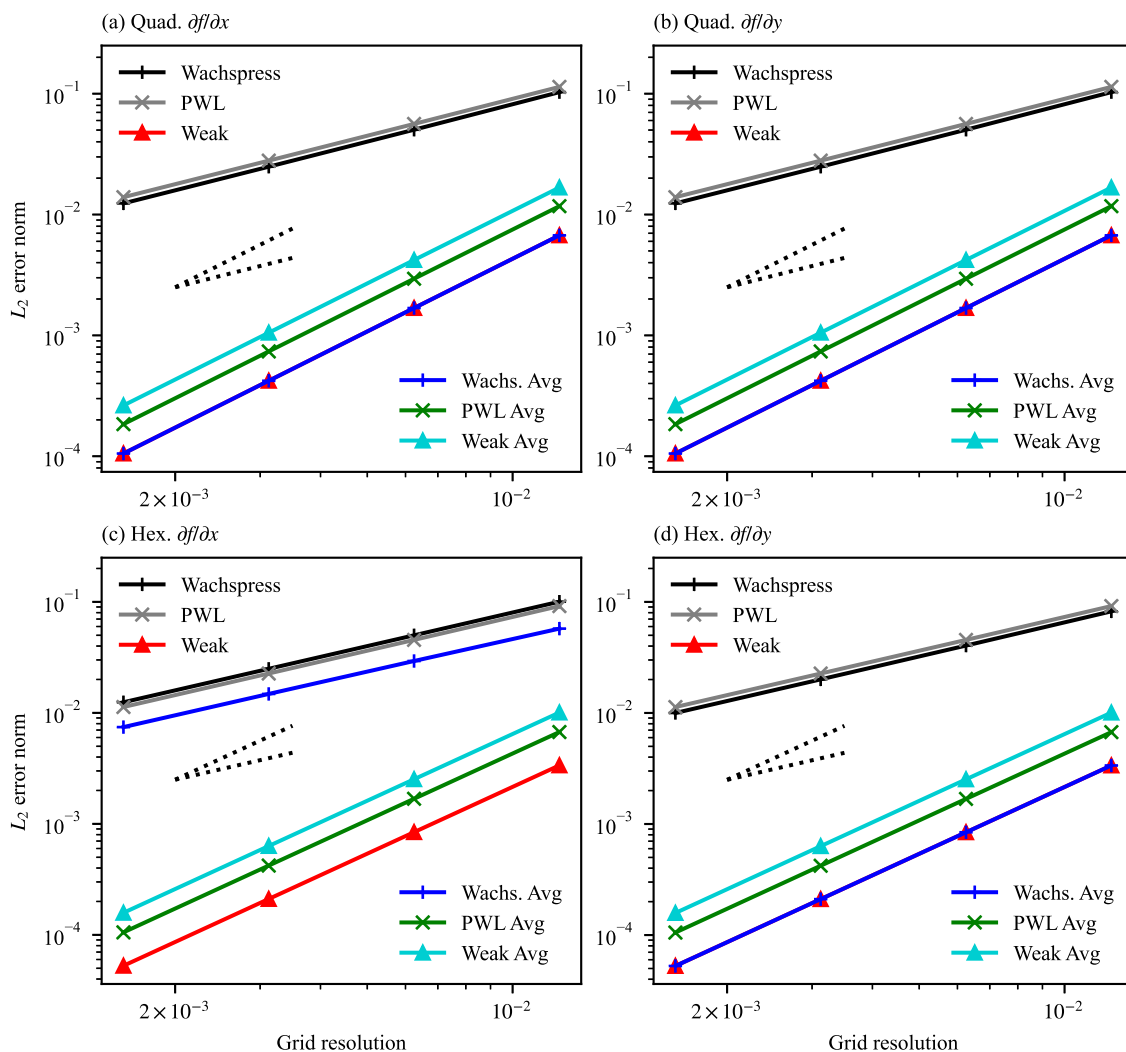 (a) Quad. ∂f/∂x
Wachspress
PWL
Weak
10⁻¹
10⁻²
10⁻³
10⁻⁴
L₂ error norm
Wachs. Avg
PWL Avg
Weak Avg
2 × 10⁻³
10⁻²
(b) Quad. ∂f/∂y
Wachspress
PWL
Weak
10⁻¹
10⁻²
10⁻³
10⁻⁴
Wachs. Avg
PWL Avg
Weak Avg
2 × 10⁻³
10⁻²
(c) Hex. ∂f/∂x
Wachspress
PWL
Weak
10⁻¹
10⁻²
10⁻³
10⁻⁴
L₂ error norm
Wachs. Avg
PWL Avg
Weak Avg
2 × 10⁻³
10⁻²
Grid resolution
(d) Hex. ∂f/∂y
Wachspress
PWL
Weak
10⁻¹
10⁻²
10⁻³
10⁻⁴
Wachs. Avg
PWL Avg
Weak Avg
2 × 10⁻³
10⁻²
Grid resolution